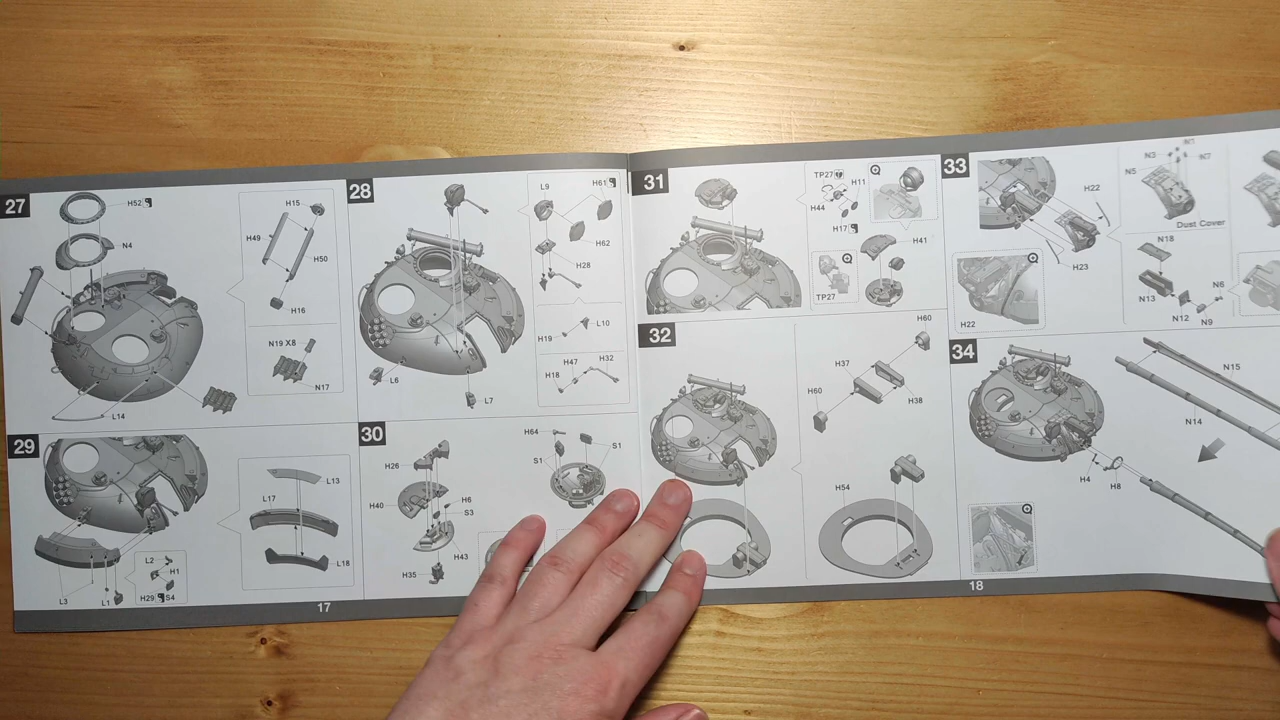 27
H52
N4
L14
H15
H49
H50
H16
N19 X8
N17
28
L6
L7
L9
H61
H62
H28
L10
H19
H47
H32
H18
29
L3
L1
L2
H1
H29
S4
L13
L17
L18
30
H26
H40
H6
S3
H43
H35
H64
S1
S1
17
31
TP27
H11
H44
H17
TP27
H41
32
H60
H37
H60
H38
H54
33
H22
H23
H22
N3
N5
Dust Cover
N18
N13
N12
N9
N6
34
N15
N14
H4
H8
18